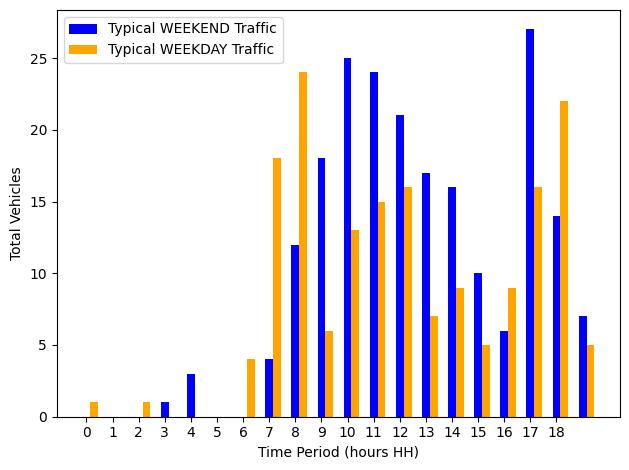 Typical WEEKEND Traffic
Typical WEEKDAY Traffic
25
20
15
10
5
0
Total Vehicles
0 1 2 3 4 5 6 7 8 9 10 11 12 13 14 15 16 17 18
Time Period (hours HH)